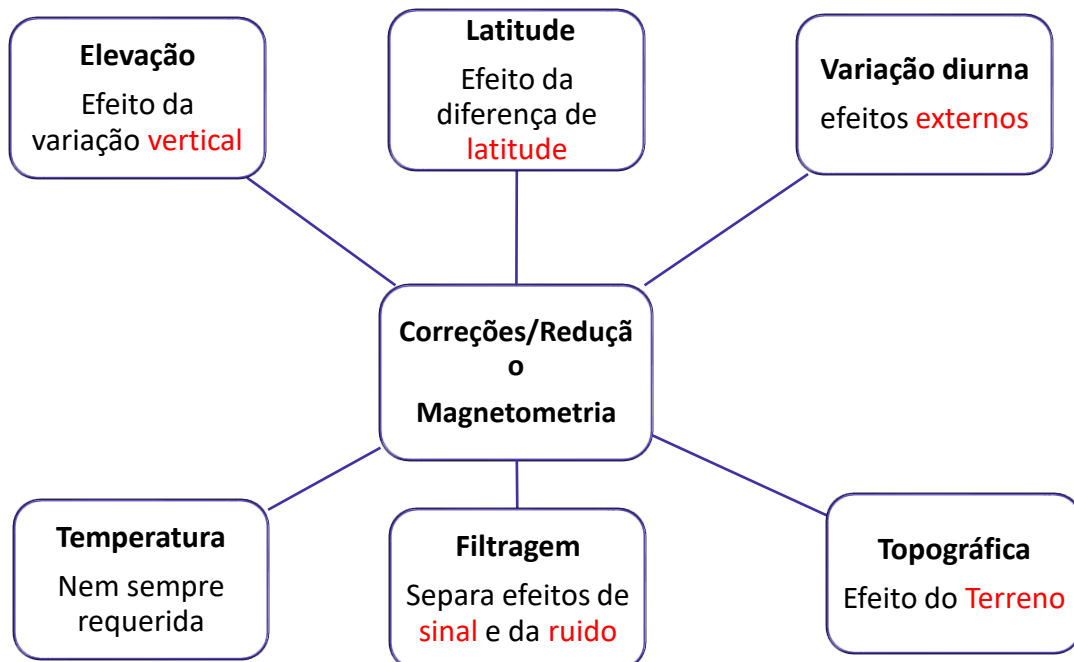 Elevação
Efeito da
variação vertical
Latitude
Efeito da
diferença de
latitude
Variação diurna
efeitos externos
Correções/Reduçã
o
Magnetometria
Temperatura
Nem sempre
requerida
Filtragem
Separa efeitos de
sinal e da ruido
Topográfica
Efeito do Terreno